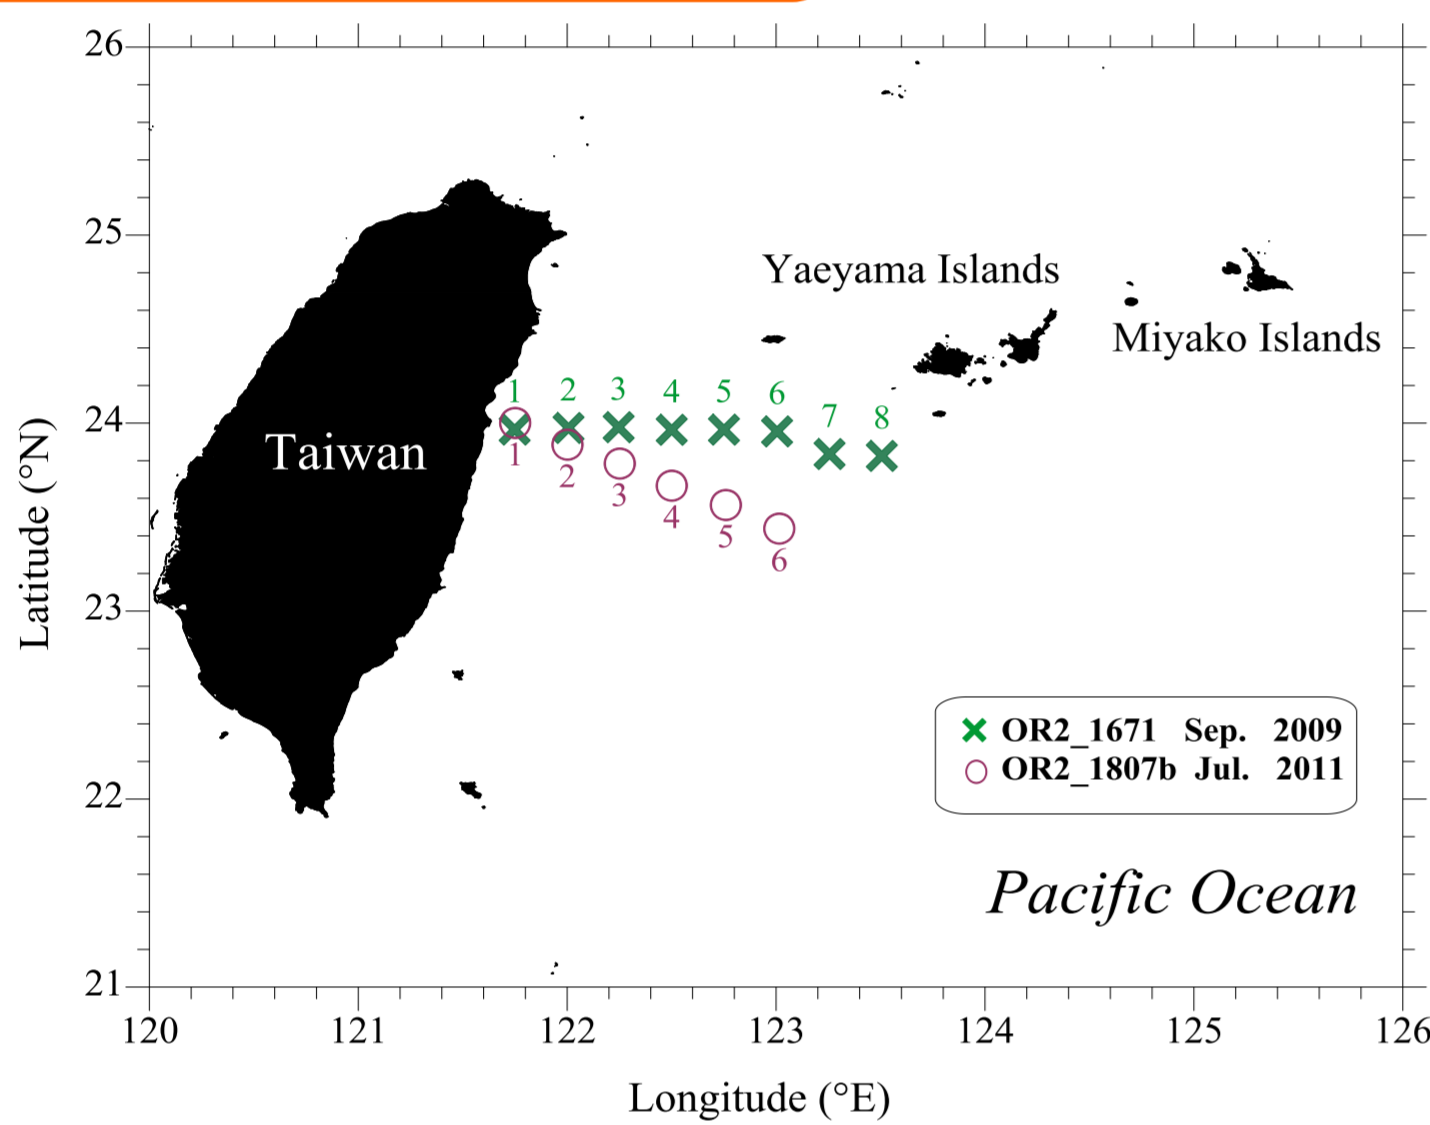 26
25
Yaeyama Islands
Miyako Islands
1 2 3 4 5 6 7 8
24
Taiwan
1 2 3 4 5 6
Latitude (°N)
23
OR2_1671 Sep. 2009
OR2_1807b Jul. 2011
22
Pacific Ocean
21
120 121 122 123 124 125 126
Longitude (°E)